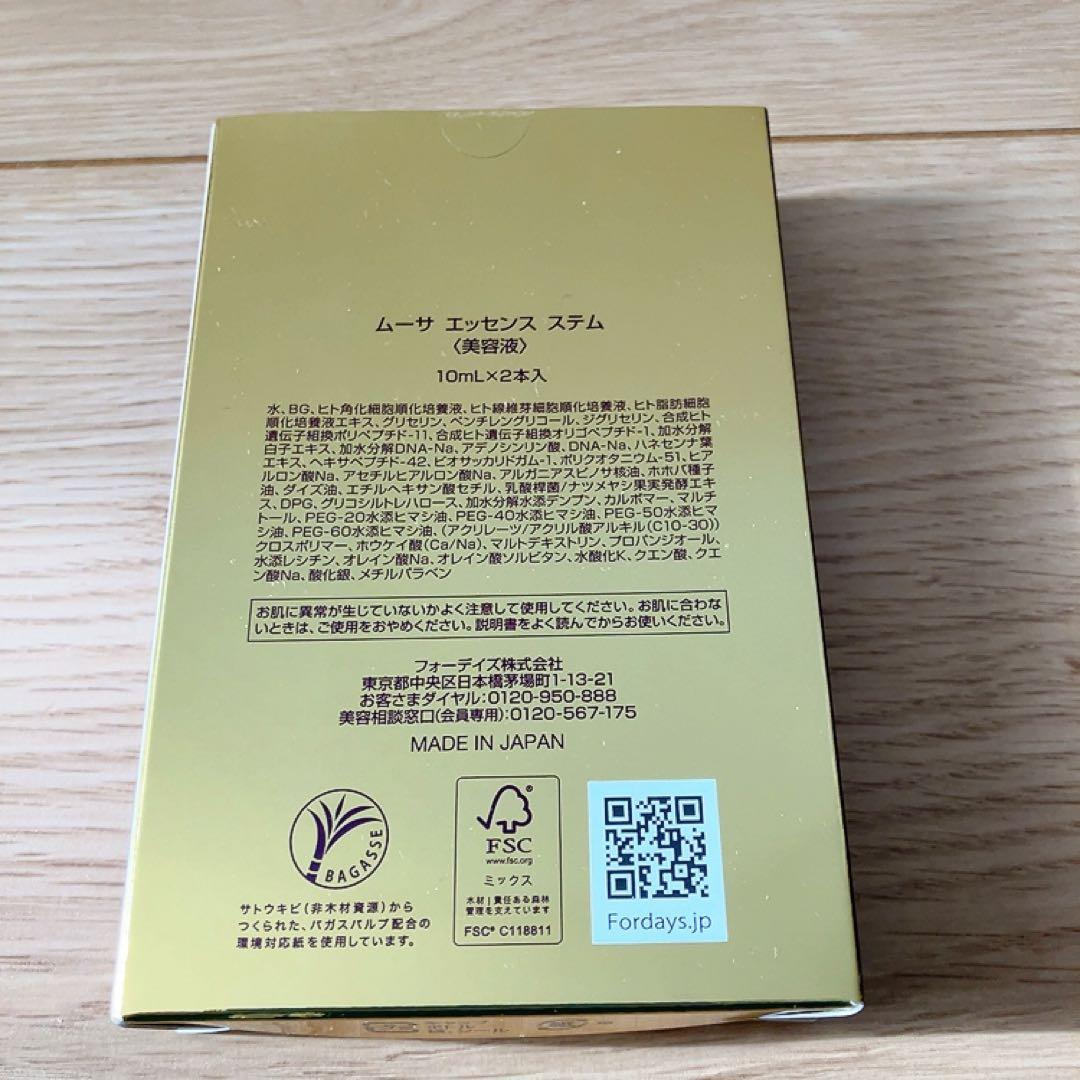 ムーサ エッセンス ステム
〈美容液〉
10mL×2本入
水、BG、ヒト角化細胞順化培養液、ヒト線維芽細胞順化培養液、ヒト脂肪細胞
順化培養液エキス、グリセリン、ペンチレングリコール、ジグリセリン、合成ヒト
遺伝子組換ポリペプチド-11、合成ヒト遺伝子組換オリゴペプチド-1、加水分解
白子エキス、加水分解DNA-Na、アデノシンリン酸、DNA-Na、ハネセンナ葉
エキス、ヘキサペプチド-42、ビオサッカリドガム-1、ポリクオタニウム-51、ヒア
ルロン酸Na、アセチルヒアルロン酸Na、アルガニアスピノサ核油、ホホバ種子
油、ダイズ油、エチルヘキサン酸セチル、乳酸桿菌/ナツメヤシ果実発酵エキ
ス、DPG、グリコシルトレハロース、加水分解水添デンプン、カルボマー、マルチ
トール、PEG-20水添ヒマシ油、PEG-40水添ヒマシ油、PEG-50水添ヒマ
シ油、PEG-60水添ヒマシ油、(アクリレーツ/アクリル酸アルキル(C10-30))
クロスポリマー、ホウケイ酸(Ca/Na)、マルトデキストリン、プロパンジオール、
水添レシチン、オレイン酸Na、オレイン酸ソルビタン、水酸化K、クエン酸、クエ
ン酸Na、酸化銀、メチルパラベン
お肌に異常が生じていないかよく注意して使用してください。お肌に合わな
いときは、ご使用をおやめください。説明書をよく読んでからお使いください。
フォーデイズ株式会社
東京都中央区日本橋茅場町1-13-21
お客さまダイヤル:0120-950-888
美容相談窓口(会員専用):0120-567-175
MADE IN JAPAN
BAGASSE
サトウキビ(非木材資源)から
つくられた、バガスパルプ配合の
環境対応紙を使用しています。
FSC
www.fsc.org
ミックス
木材|責任ある森林
管理を支えています
FSC® C118811
Fordays.jp